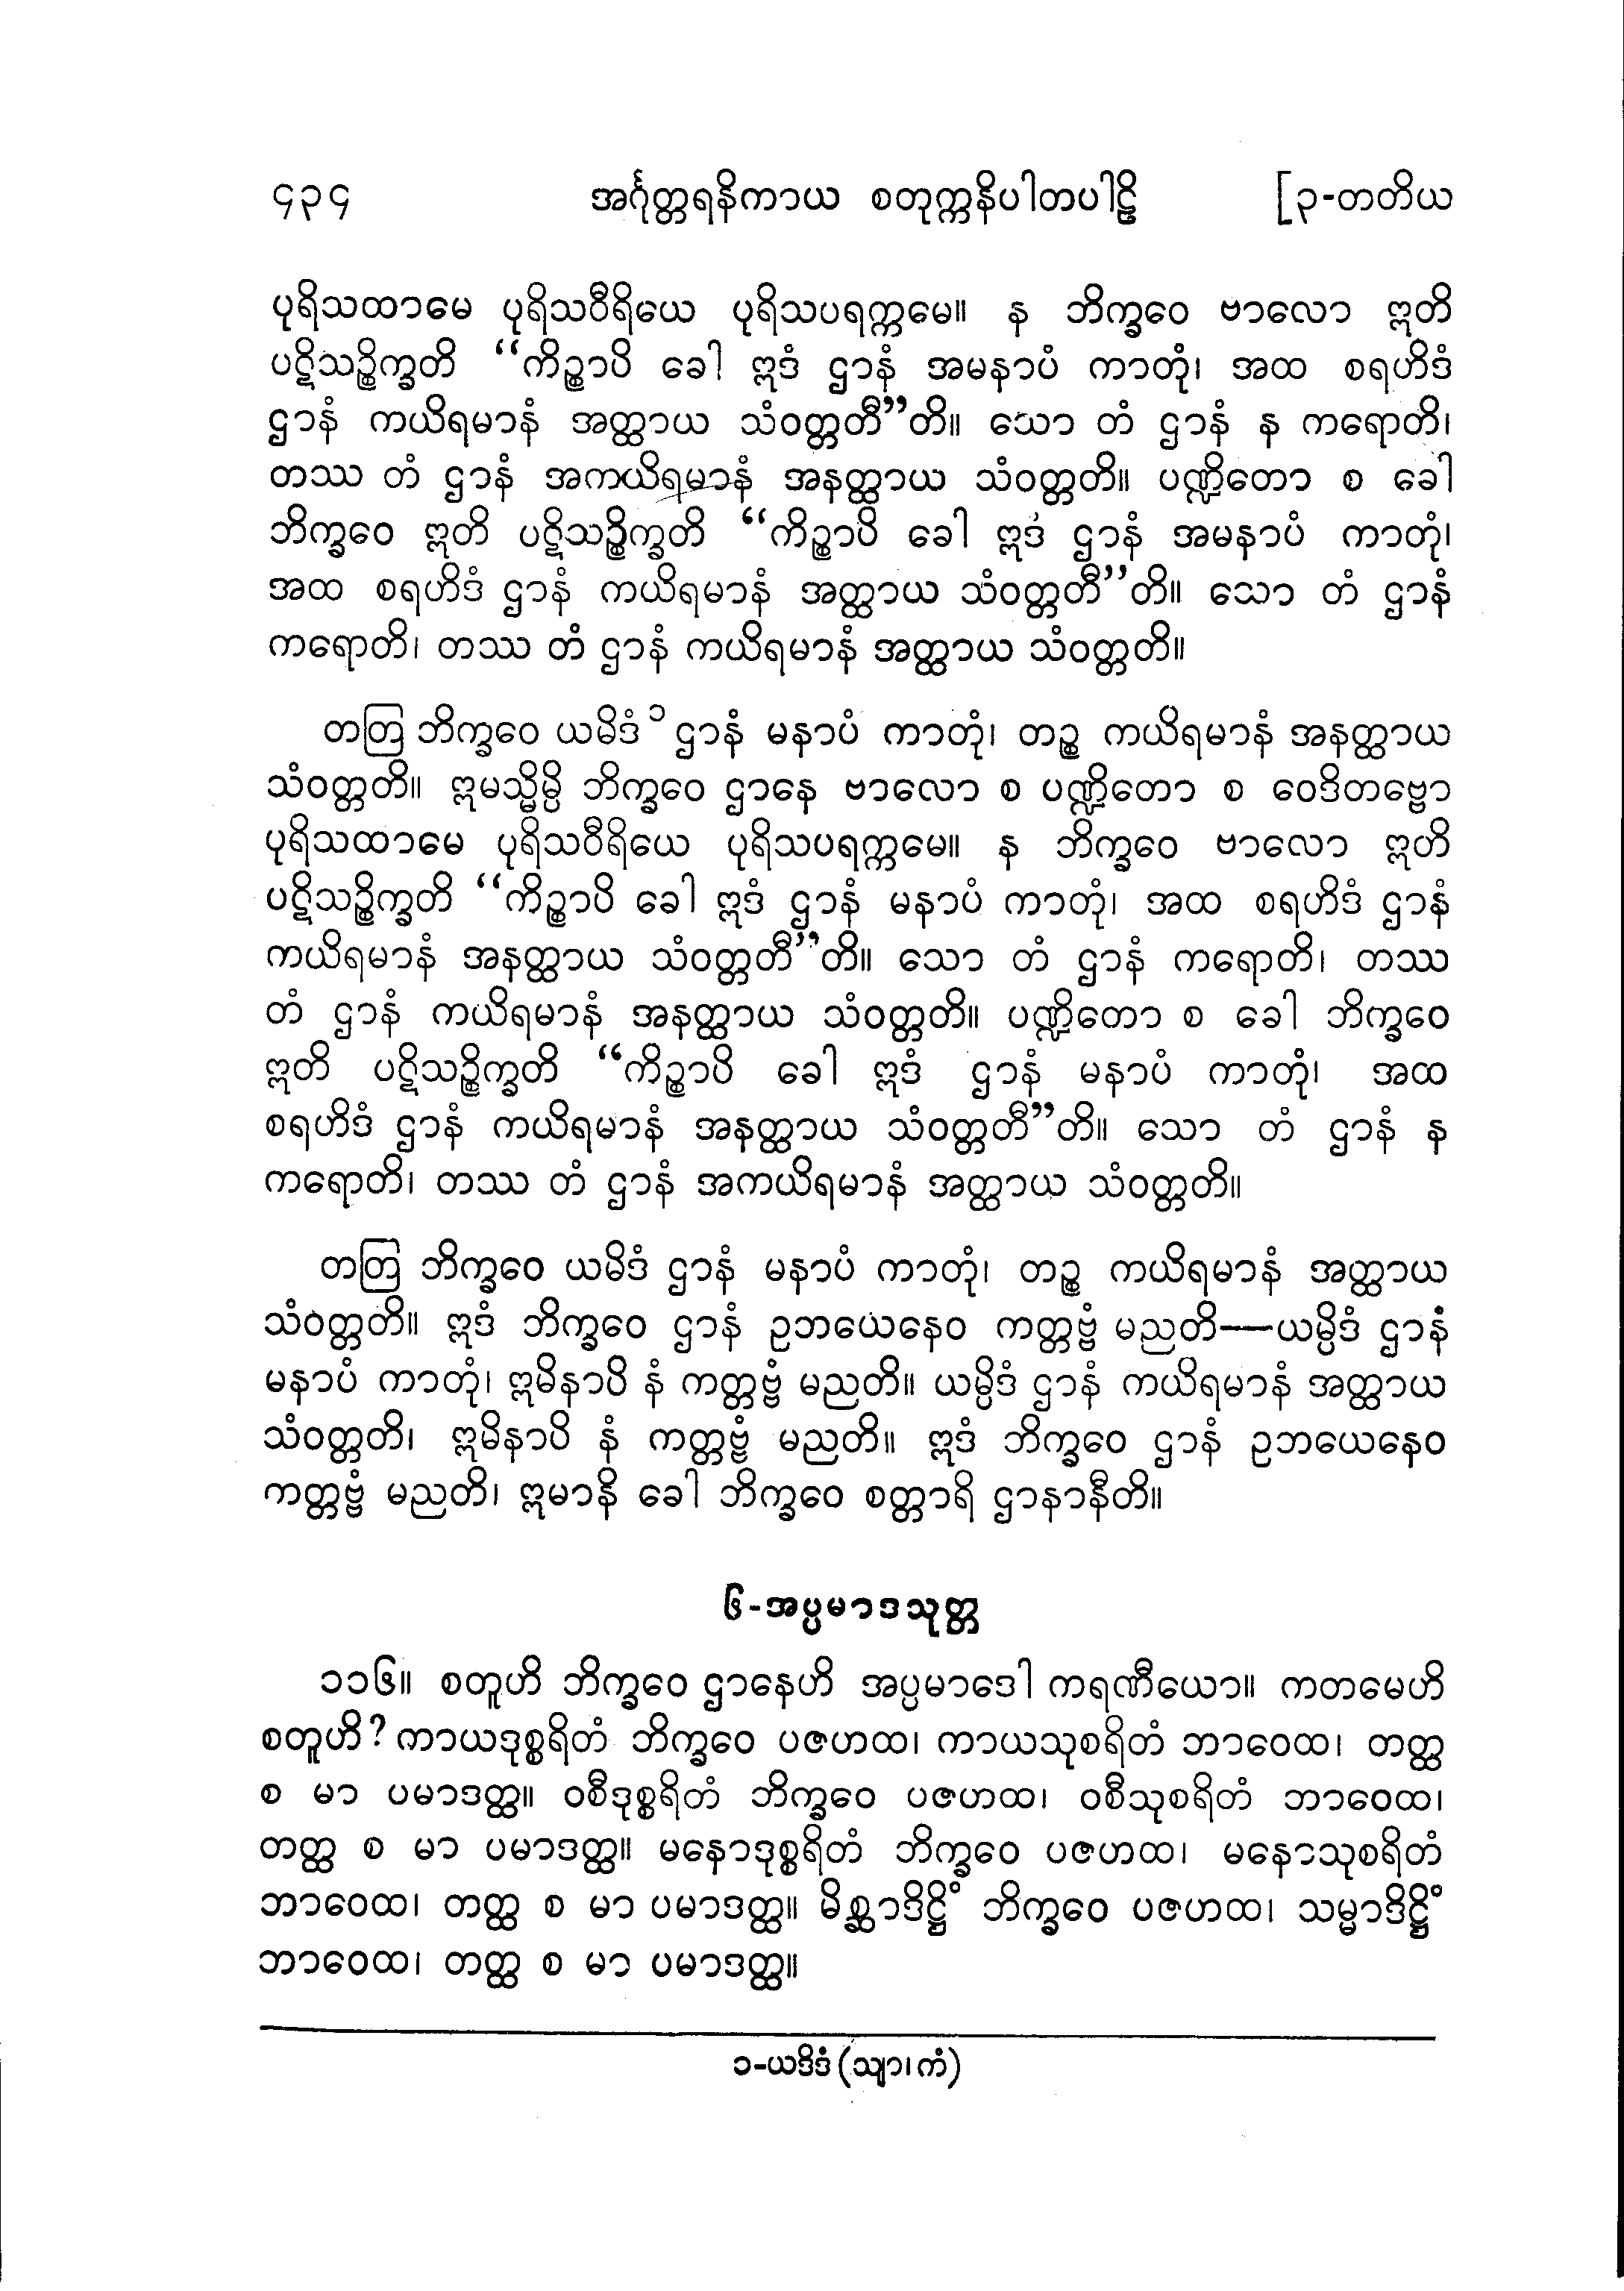 ၄၃၄ အင်္ဂုတ္တရနိကာယ စတုက္ကနိပါတပါဠိ [၃-တတိယ
ပုရိသထာမေ ပုရိသဝီရိယေ ပုရိသပရက္ကမေ။ န ဘိက္ခဝေ ဗာလော ဣတိ
ပဋိသဉ္စိက္ခတိ “ကိဉ္စာပိ ခေါ ဣဒံ ဌာနံ အမနာပံ ကာတုံ၊ အထ စရဟိဒံ
ဌာနံ ကယိရမာနံ အတ္ထာယ သံဝတ္တတီ”တိ။ သော တံ ဌာနံ န ကရောတိ၊
တဿ တံ ဌာနံ အကယိရမာနံ အနတ္ထာယ သံဝတ္တတိ။ ပဏ္ဍိတော စ ခေါ
ဘိက္ခဝေ ဣတိ ပဋိသဉ္စိက္ခတိ “ကိဉ္စာပိ ခေါ ဣဒံ ဌာနံ အမနာပံ ကာတုံ၊
အထ စရဟိဒံ ဌာနံ ကယိရမာနံ အတ္ထာယ သံဝတ္တတီ”တိ။ သော တံ ဌာနံ
ကရောတိ၊ တဿ တံ ဌာနံ ကယိရမာနံ အတ္ထာယ သံဝတ္တတိ။
တတြ ဘိက္ခဝေ ယမိဒံ ၁ ဌာနံ မနာပံ ကာတုံ၊ တဉ္စ ကယိရမာနံ အနတ္ထာယ
သံဝတ္တတိ။ ဣမသ္မိမ္ပိ ဘိက္ခဝေ ဌာနေ ဗာလော စ ပဏ္ဍိတော စ ဝေဒိတဗ္ဗော
ပုရိသထာမေ ပုရိသဝီရိယေ ပုရိသပရက္ကမေ။ န ဘိက္ခဝေ ဗာလော ဣတိ
ပဋိသဉ္စိက္ခတိ “ကိဉ္စာပိ ခေါ ဣဒံ ဌာနံ မနာပံ ကာတုံ၊ အထ စရဟိဒံ ဌာနံ
ကယိရမာနံ အနတ္ထာယ သံဝတ္တတီ”တိ။ သော တံ ဌာနံ ကရောတိ၊ တဿ
တံ ဌာနံ ကယိရမာနံ အနတ္ထာယ သံဝတ္တတိ။ ပဏ္ဍိတော စ ခေါ ဘိက္ခဝေ
ဣတိ ပဋိသဉ္စိက္ခတိ “ကိဉ္စာပိ ခေါ ဣဒံ ဌာနံ မနာပံ ကာတုံ၊ အထ
စရဟိဒံ ဌာနံ ကယိရမာနံ အနတ္ထာယ သံဝတ္တတီ”တိ။ သော တံ ဌာနံ န
ကရောတိ၊ တဿ တံ ဌာနံ အကယိရမာနံ အတ္ထာယ သံဝတ္တတိ။
တတြ ဘိက္ခဝေ ယမိဒံ ဌာနံ မနာပံ ကာတုံ၊ တဉ္စ ကယိရမာနံ အတ္ထာယ
သံဝတ္တတိ။ ဣဒံ ဘိက္ခဝေ ဌာနံ ဥဘယေနေဝ ကတ္တဗ္ဗံ မညတိ—ယမ္ပိဒံ ဌာနံ
မနာပံ ကာတုံ၊ ဣမိနာပိ နံ ကတ္တဗ္ဗံ မညတိ။ ယမ္ပိဒံ ဌာနံ ကယိရမာနံ အတ္ထာယ
သံဝတ္တတိ၊ ဣမိနာပိ နံ ကတ္တဗ္ဗံ မညတိ။ ဣဒံ ဘိက္ခဝေ ဌာနံ ဥဘယေနေဝ
ကတ္တဗ္ဗံ မညတိ၊ ဣမာနိ ခေါ ဘိက္ခဝေ စတ္တာရိ ဌာနာနီတိ။
၆-အပ္ပမာဒသုတ္တ
၁၁၆။ စတူဟိ ဘိက္ခဝေ ဌာနေဟိ အပ္ပမာဒေါ ကရဏီယော။ ကတမေဟိ
စတူဟိ? ကာယဒုစ္စရိတံ ဘိက္ခဝေ ပဇဟထ၊ ကာယသုစရိတံ ဘာဝေထ၊ တတ္ထ
စ မာ ပမာဒတ္ထ။ ဝစီဒုစ္စရိတံ ဘိက္ခဝေ ပဇဟထ၊ ဝစီသုစရိတံ ဘာဝေထ၊
တတ္ထ စ မာ ပမာဒတ္ထ။ မနောဒုစ္စရိတံ ဘိက္ခဝေ ပဇဟထ၊ မနောသုစရိတံ
ဘာဝေထ၊ တတ္ထ စ မာ ပမာဒတ္ထ။ မိစ္ဆာဒိဋ္ဌိံ ဘိက္ခဝေ ပဇဟထ၊ သမ္မာဒိဋ္ဌိံ
ဘာဝေထ၊ တတ္ထ စ မာ ပမာဒတ္ထ။
၁-ယဒိဒံ (သျာ၊ ကံ)